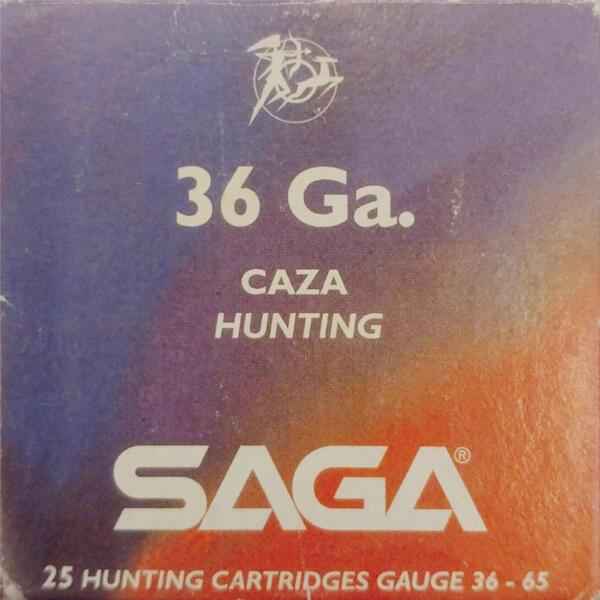 36 Ga.
CAZA
HUNTING
SAGA®
25 HUNTING CARTRIDGES GAUGE 36 - 65